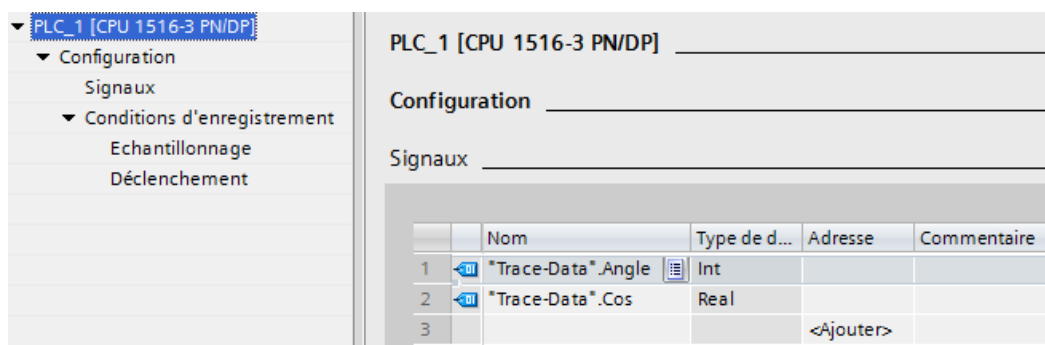 PLC_1 [CPU 1516-3 PN/DP]
Configuration
Signaux
Conditions d'enregistrement
Echantillonnage
Déclenchement
PLC_1 [CPU 1516-3 PN/DP]
Configuration
Signaux
Nom Type de d... Adresse Commentaire
1 "Trace-Data".Angle Int
2 "Trace-Data".Cos Real
3 <Ajouter>